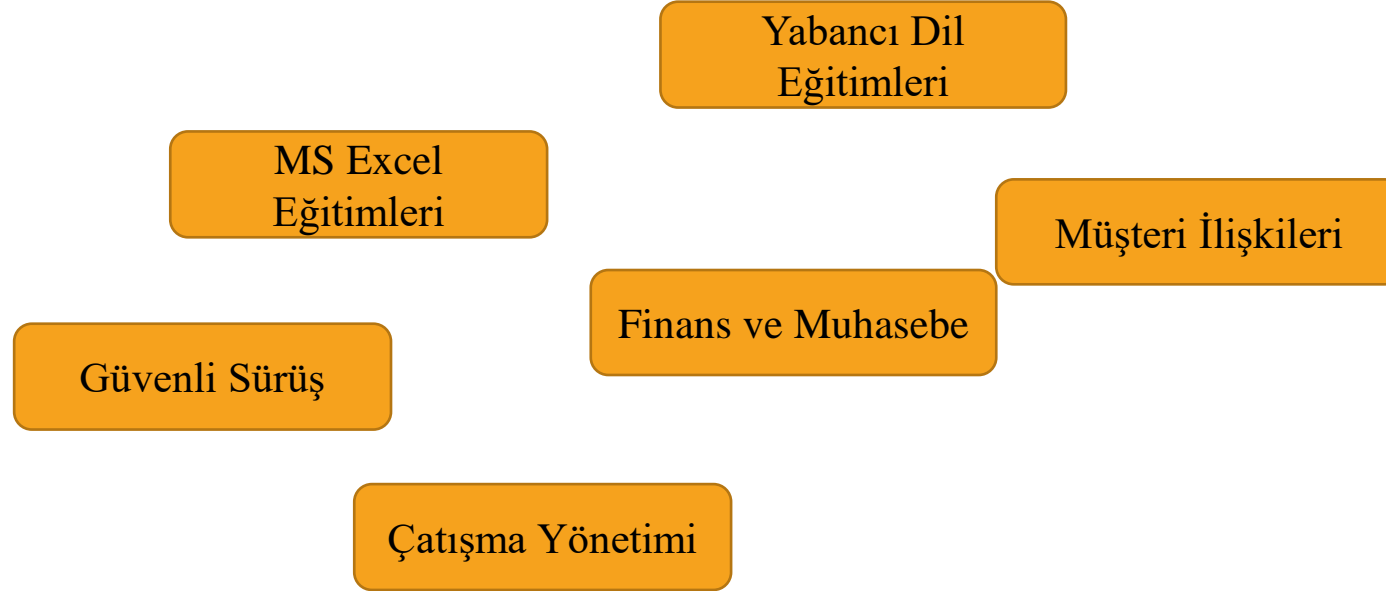 Yabancı Dil
Eğitimleri
MS Excel
Eğitimleri
Müşteri İlişkileri
Finans ve Muhasebe
Güvenli Sürüş
Çatışma Yönetimi